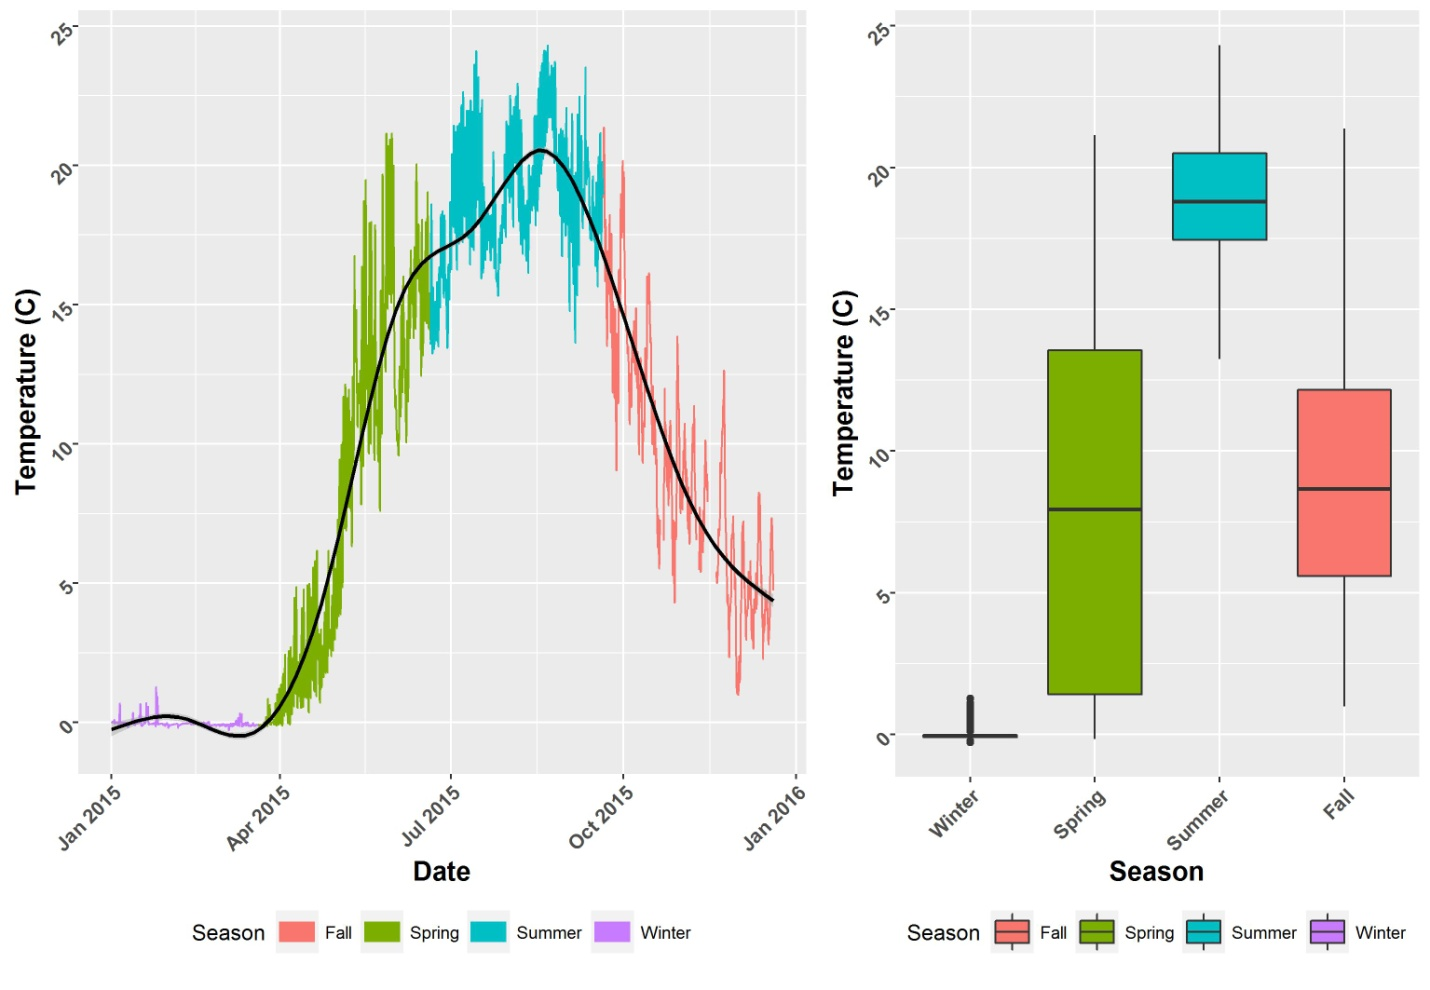 Temperature (C)
25
20
15
10
5
0
Jan 2015
Apr 2015
Jul 2015
Oct 2015
Jan 2016
Date
Season Fall Spring Summer Winter
Temperature (C)
25
20
15
10
5
0
Winter
Spring
Summer
Fall
Season
Season Fall Spring Summer Winter